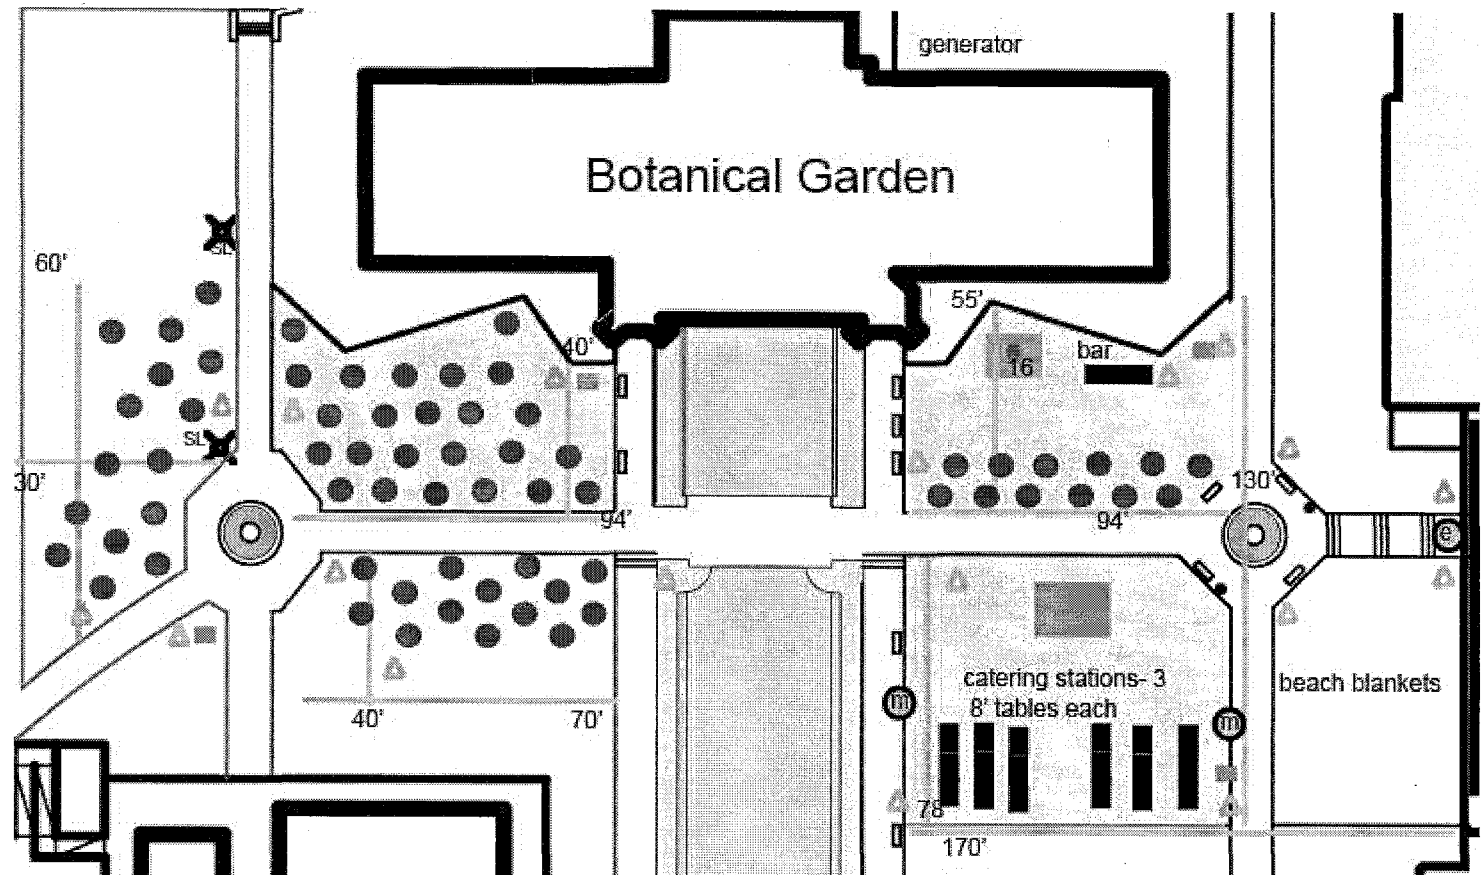 generator
Botanical Garden
SL
60'
55'
40'
bar
16
SL
30'
130'
94'
94'
e
catering stations- 3
8' tables each
beach blankets
m
m
40'
70'
78
170'